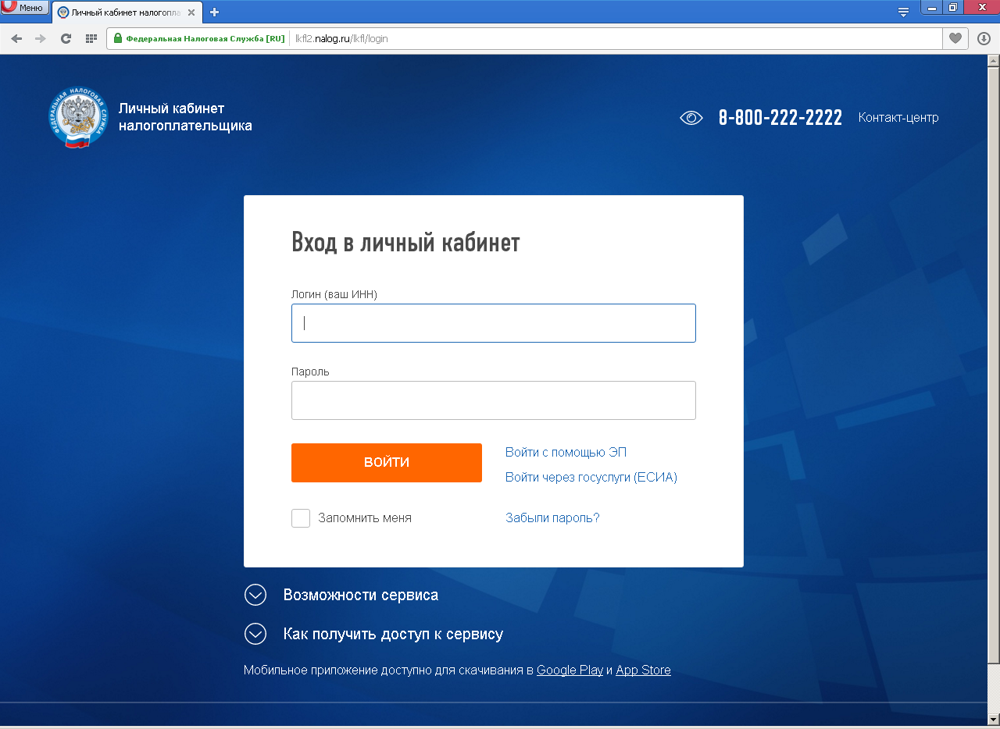 Меню
Личный кабинет налогопла
Федеральная Налоговая Служба [RU]
lkfl2.nalog.ru/lkfl/login
ФЕДЕРАЛЬНАЯ НАЛОГОВАЯ СЛУЖБА
Личный кабинет
налогоплательщика
8-800-222-2222
Контакт-центр
Вход в личный кабинет
Логин (ваш ИНН)
Пароль
ВОЙТИ
Войти с помощью ЭП
Войти через госуслуги (ЕСИА)
Запомнить меня
Забыли пароль?
Возможности сервиса
Как получить доступ к сервису
Мобильное приложение доступно для скачивания в Google Play и App Store